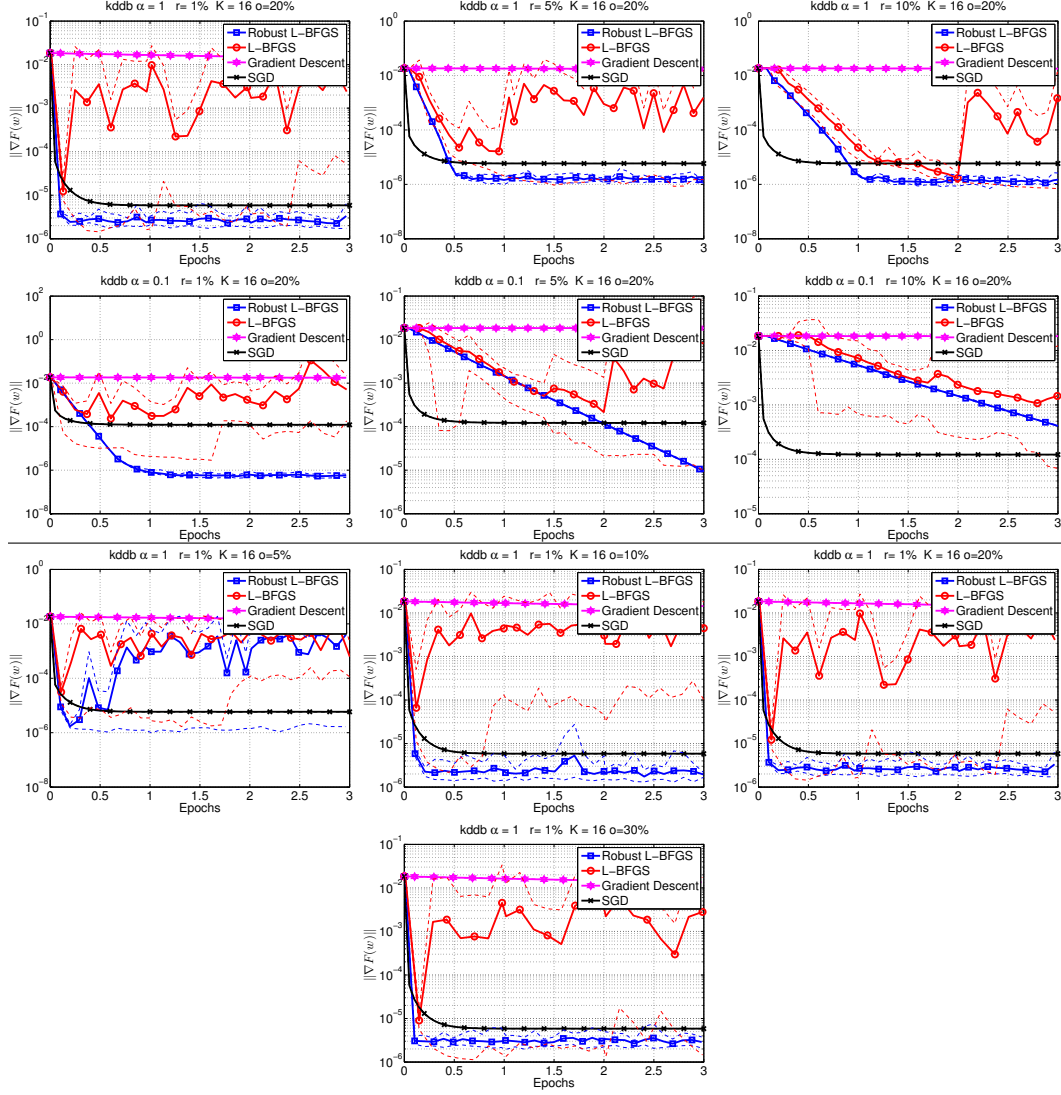 kddb α = 1 r= 1% K = 16 o=20%
10⁰
10⁻¹
10⁻²
10⁻³
10⁻⁴
10⁻⁵
10⁻⁶
‖∇F(w)‖
0 0.5 1 1.5 2 2.5 3
Epochs
Robust L−BFGS
L−BFGS
Gradient Descent
SGD
kddb α = 1 r= 5% K = 16 o=20%
10⁰
10⁻²
10⁻⁴
10⁻⁶
10⁻⁸
‖∇F(w)‖
0 0.5 1 1.5 2 2.5 3
Epochs
Robust L−BFGS
L−BFGS
Gradient Descent
SGD
kddb α = 1 r= 10% K = 16 o=20%
10⁰
10⁻²
10⁻⁴
10⁻⁶
10⁻⁸
‖∇F(w)‖
0 0.5 1 1.5 2 2.5 3
Epochs
Robust L−BFGS
L−BFGS
Gradient Descent
SGD
kddb α = 0.1 r= 1% K = 16 o=20%
10²
10⁰
10⁻²
10⁻⁴
10⁻⁶
10⁻⁸
‖∇F(w)‖
0 0.5 1 1.5 2 2.5 3
Epochs
Robust L−BFGS
L−BFGS
Gradient Descent
SGD
kddb α = 0.1 r= 5% K = 16 o=20%
10⁻¹
10⁻²
10⁻³
10⁻⁴
10⁻⁵
10⁻⁶
‖∇F(w)‖
0 0.5 1 1.5 2 2.5 3
Epochs
Robust L−BFGS
L−BFGS
Gradient Descent
SGD
kddb α = 0.1 r= 10% K = 16 o=20%
10⁻¹
10⁻²
10⁻³
10⁻⁴
10⁻⁵
‖∇F(w)‖
0 0.5 1 1.5 2 2.5 3
Epochs
Robust L−BFGS
L−BFGS
Gradient Descent
SGD
kddb α = 1 r= 1% K = 16 o=5%
10⁰
10⁻²
10⁻⁴
10⁻⁶
10⁻⁸
‖∇F(w)‖
0 0.5 1 1.5 2 2.5 3
Epochs
Robust L−BFGS
L−BFGS
Gradient Descent
SGD
kddb α = 1 r= 1% K = 16 o=10%
10⁻¹
10⁻²
10⁻³
10⁻⁴
10⁻⁵
10⁻⁶
‖∇F(w)‖
0 0.5 1 1.5 2 2.5 3
Epochs
Robust L−BFGS
L−BFGS
Gradient Descent
SGD
kddb α = 1 r= 1% K = 16 o=20%
10⁻¹
10⁻²
10⁻³
10⁻⁴
10⁻⁵
10⁻⁶
‖∇F(w)‖
0 0.5 1 1.5 2 2.5 3
Epochs
Robust L−BFGS
L−BFGS
Gradient Descent
SGD
kddb α = 1 r= 1% K = 16 o=30%
10⁻¹
10⁻²
10⁻³
10⁻⁴
10⁻⁵
10⁻⁶
‖∇F(w)‖
0 0.5 1 1.5 2 2.5 3
Epochs
Robust L−BFGS
L−BFGS
Gradient Descent
SGD